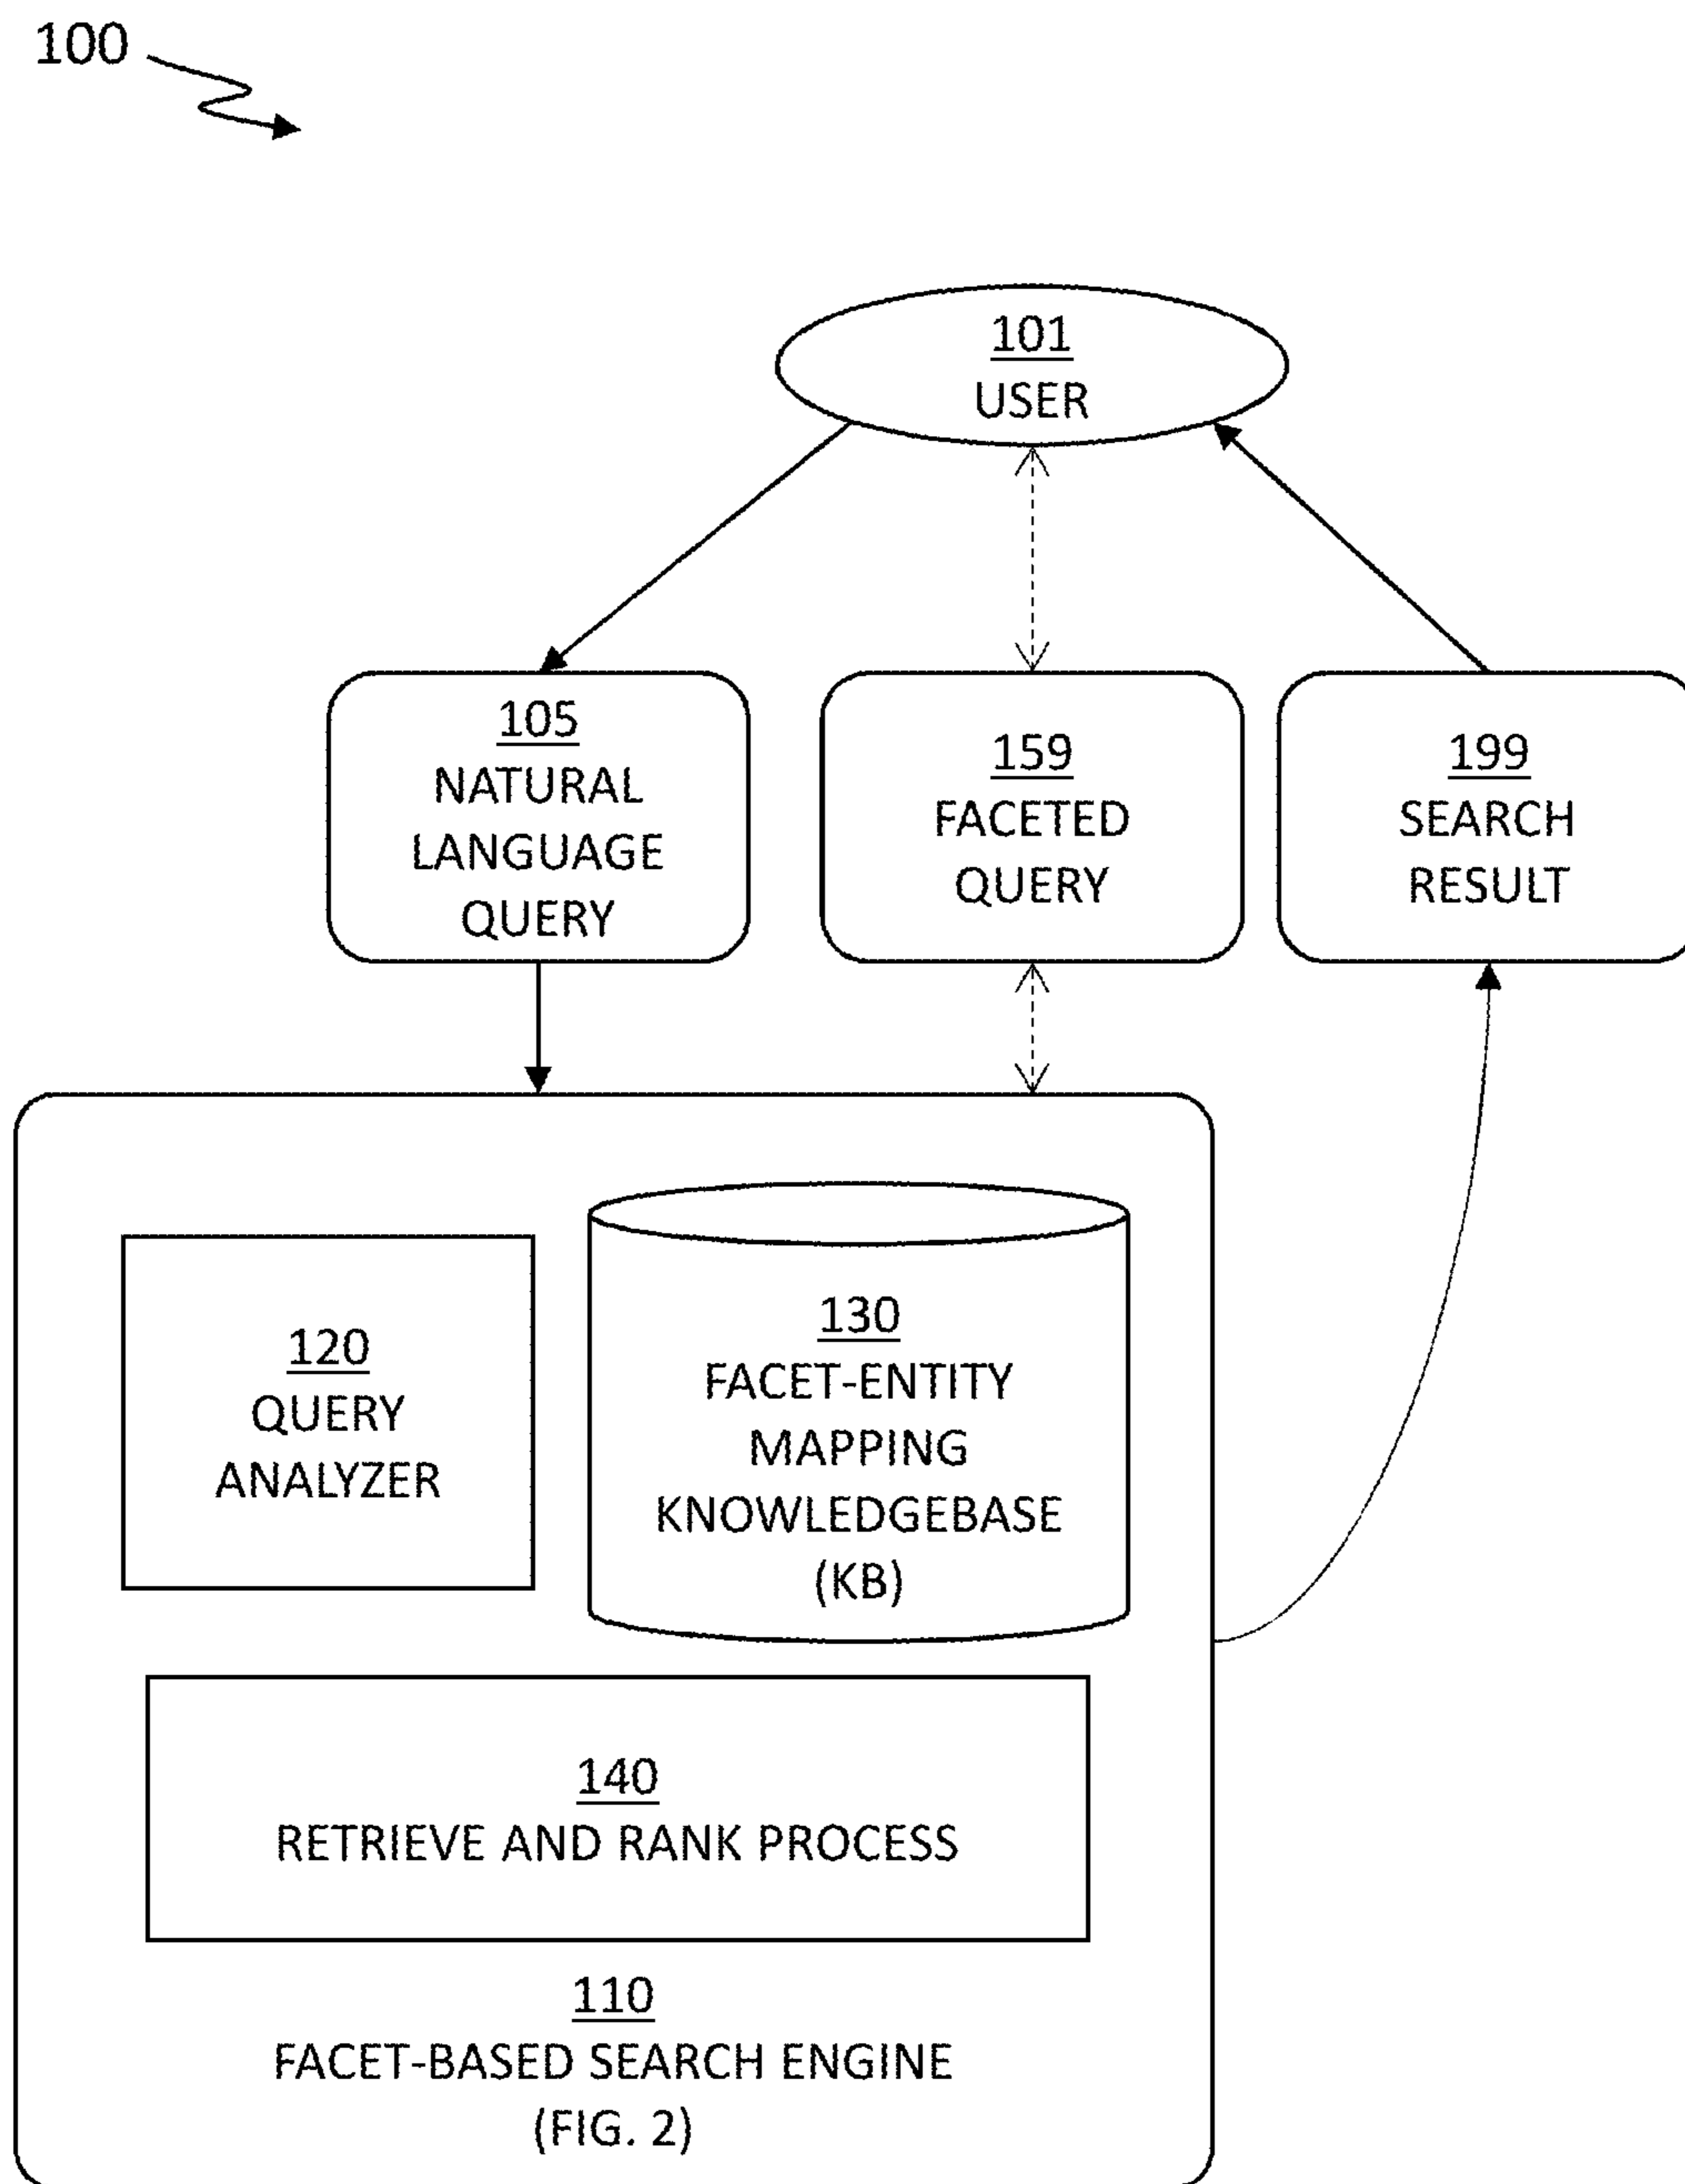 100
101
USER
105
NATURAL
LANGUAGE
QUERY
159
FACETED
QUERY
199
SEARCH
RESULT
120
QUERY
ANALYZER
130
FACET-ENTITY
MAPPING
KNOWLEDGEBASE
(KB)
140
RETRIEVE AND RANK PROCESS
110
FACET-BASED SEARCH ENGINE
(FIG. 2)